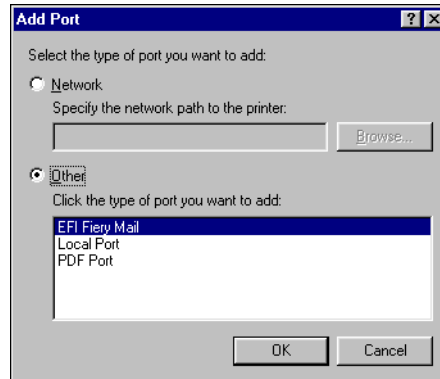 Add Port
Select the type of port you want to add:
Network
Specify the network path to the printer:
Browse...
Other
Click the type of port you want to add:
EFI Fiery Mail
Local Port
PDF Port
OK
Cancel